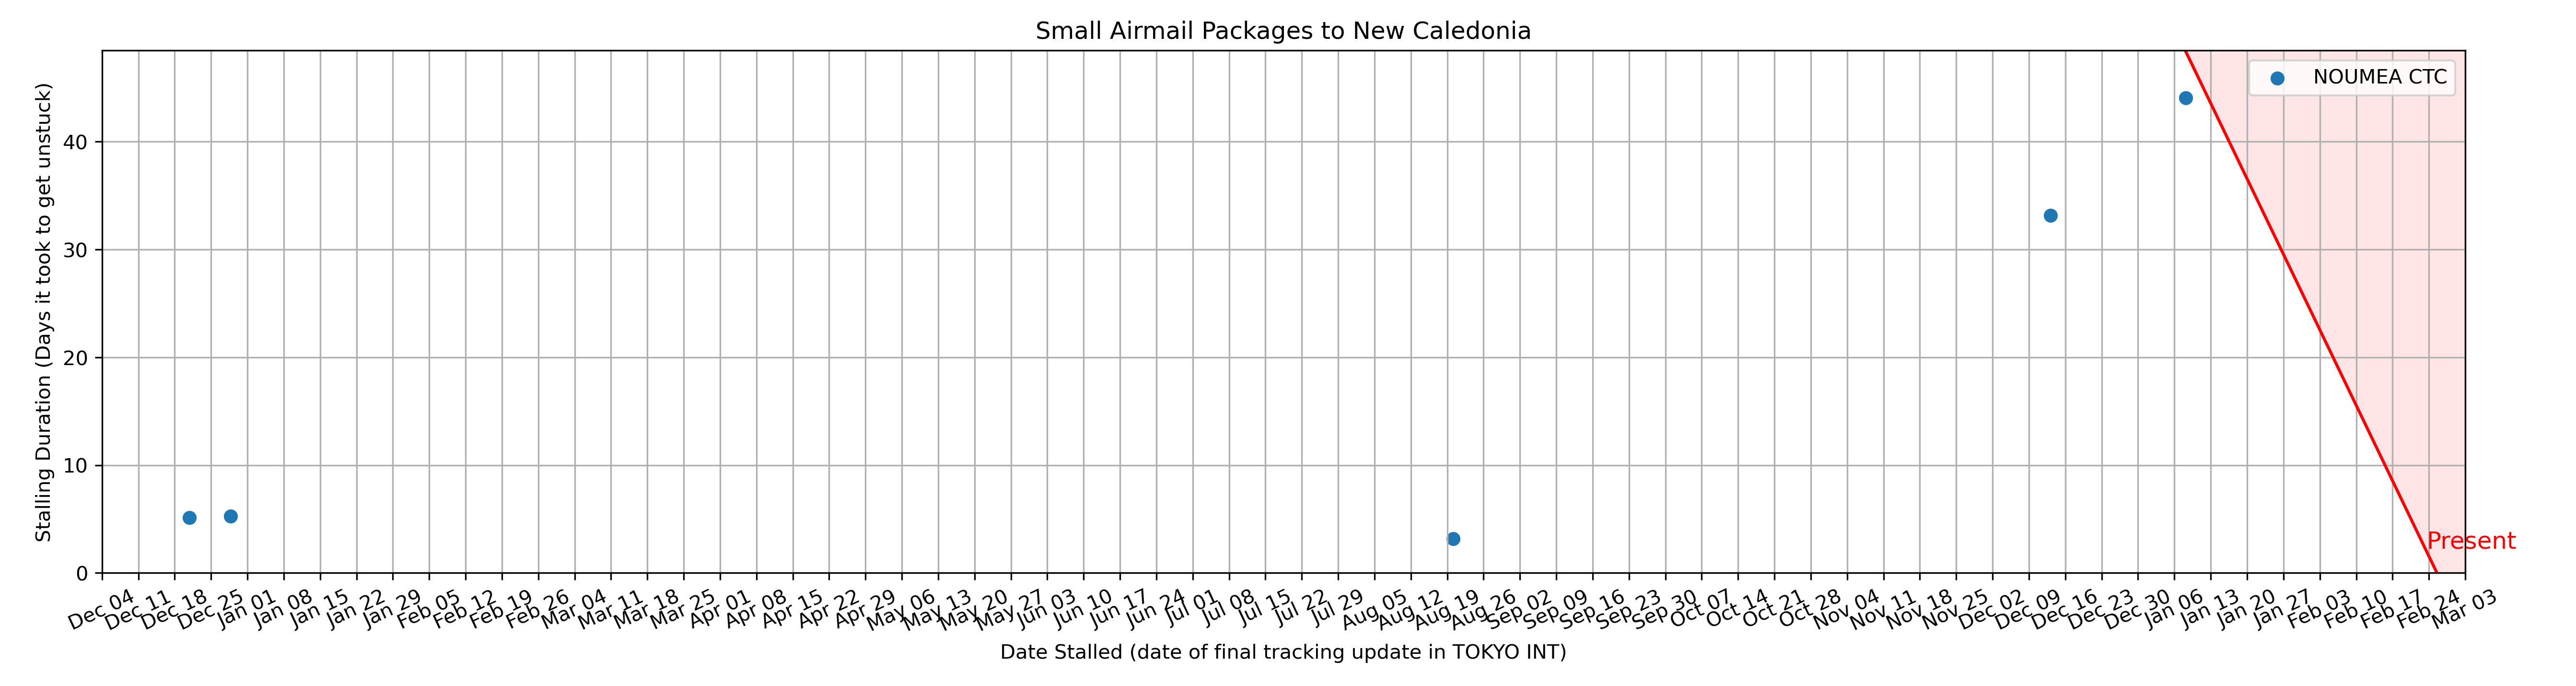 Small Airmail Packages to New Caledonia
NOUMEA CTC
Stalling Duration (Days it took to get unstuck)
40
30
20
10
0
Present
Dec 04 Dec 11 Dec 18 Dec 25 Jan 01 Jan 08 Jan 15 Jan 22 Jan 29 Feb 05 Feb 12 Feb 19 Feb 26 Mar 04 Mar 11 Mar 18 Mar 25 Apr 01 Apr 08 Apr 15 Apr 22 Apr 29 May 06 May 13 May 20 May 27 Jun 03 Jun 10 Jun 17 Jun 24 Jul 01 Jul 08 Jul 15 Jul 22 Jul 29 Aug 05 Aug 12 Aug 19 Aug 26 Sep 02 Sep 09 Sep 16 Sep 23 Sep 30 Oct 07 Oct 14 Oct 21 Oct 28 Nov 04 Nov 11 Nov 18 Nov 25 Dec 02 Dec 09 Dec 16 Dec 23 Dec 30 Jan 06 Jan 13 Jan 20 Jan 27 Feb 03 Feb 10 Feb 17 Feb 24 Mar 03
Date Stalled (date of final tracking update in TOKYO INT)